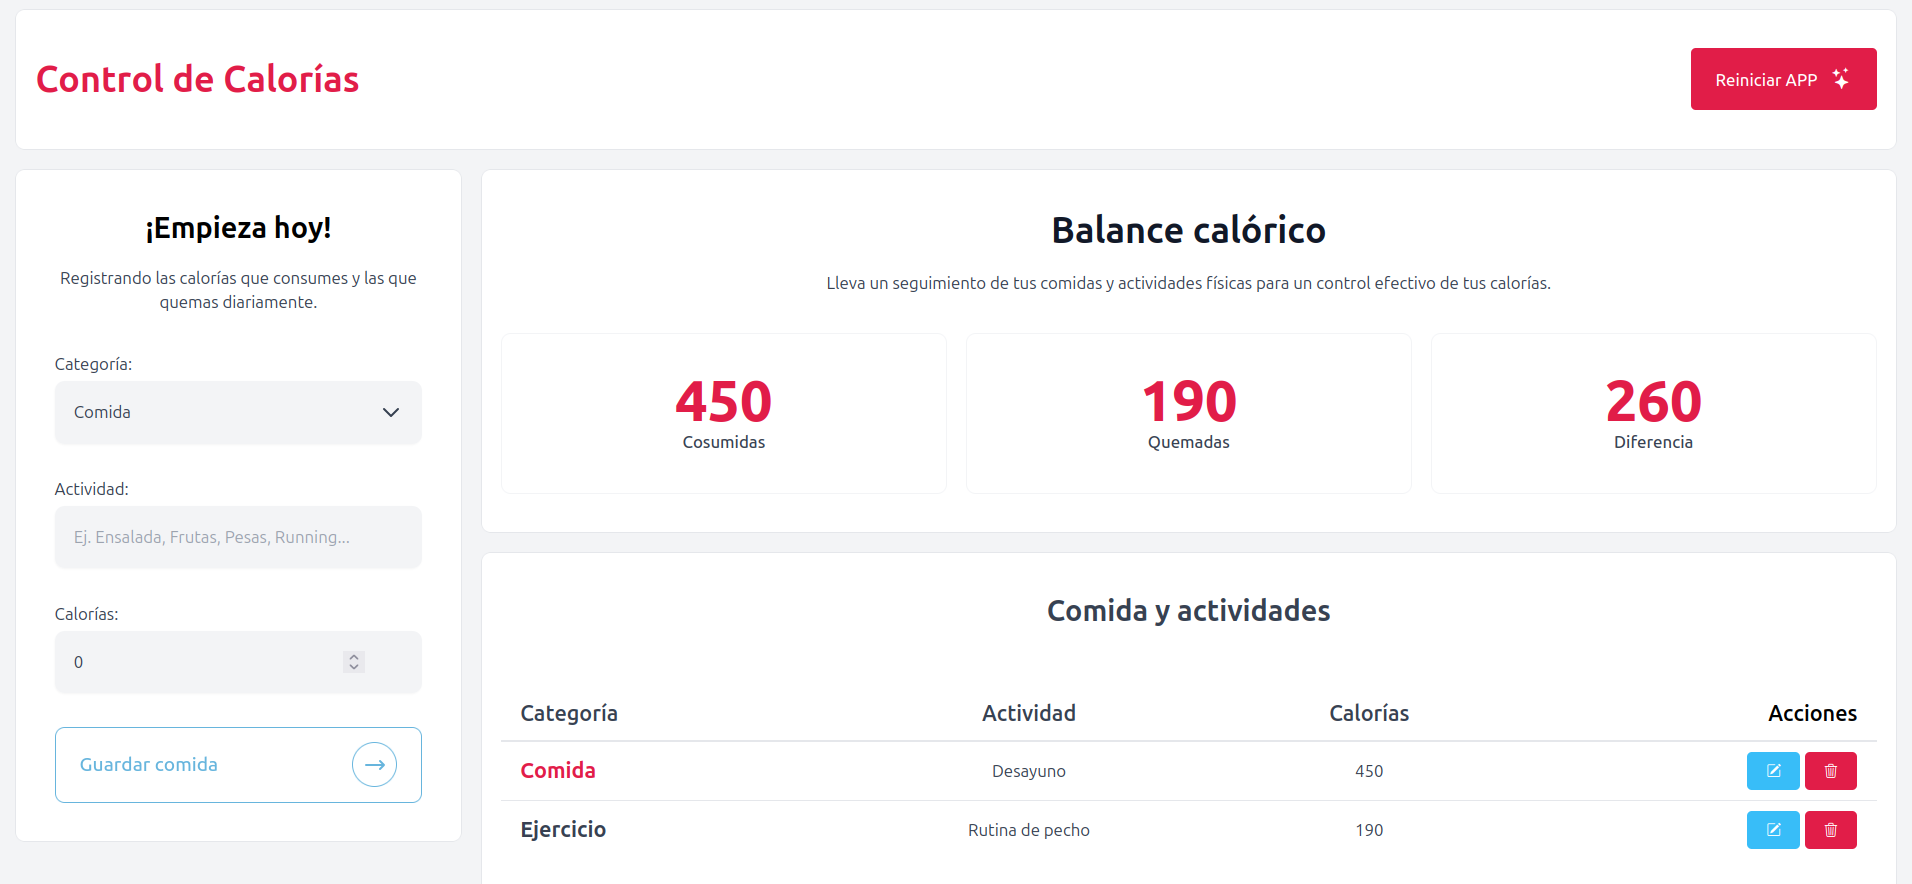 Control de Calorías
Reiniciar APP
¡Empieza hoy!
Registrando las calorías que consumes y las que
quemas diariamente.
Categoría:
Comida
Actividad:
Ej. Ensalada, Frutas, Pesas, Running...
Calorías:
0
Guardar comida
Balance calórico
Lleva un seguimiento de tus comidas y actividades físicas para un control efectivo de tus calorías.
450
Cosumidas
190
Quemadas
260
Diferencia
Comida y actividades
Categoría Actividad Calorías Acciones
Comida Desayuno 450
Ejercicio Rutina de pecho 190